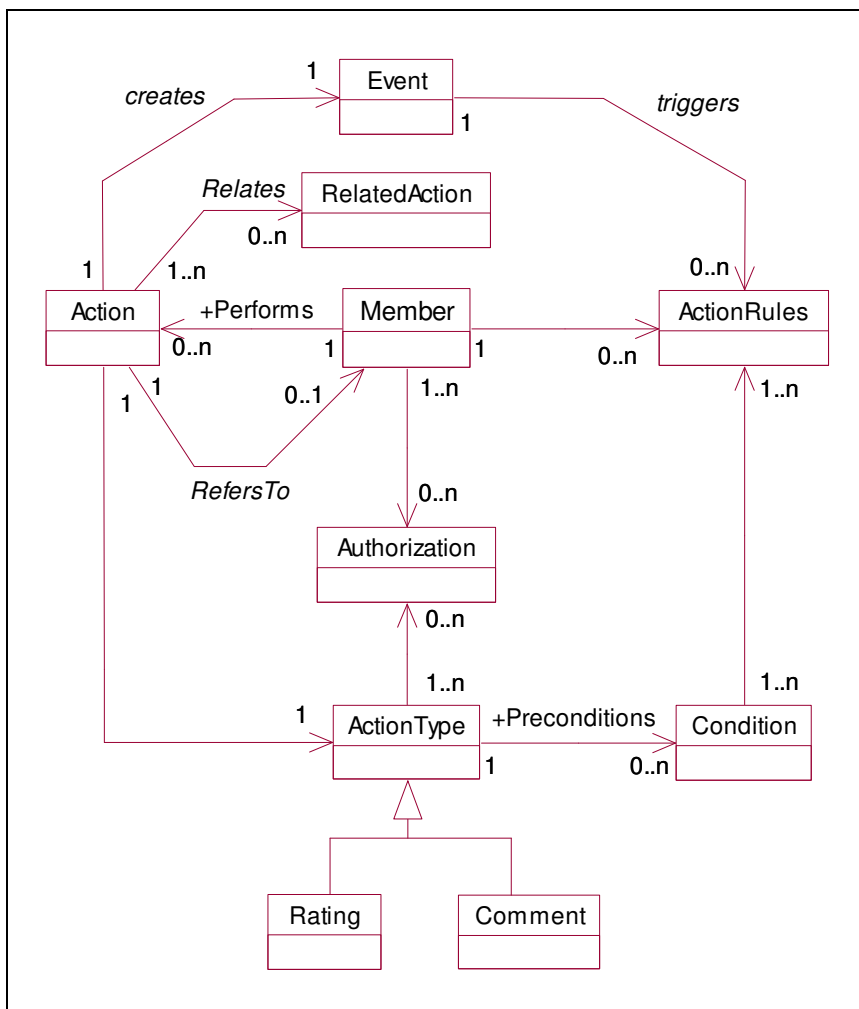 1
Event
creates
triggers
1
Relates
RelatedAction
0..n
1..n
1
0..n
Action
+Performs
Member
ActionRules
0..n
1
1
0..n
1
1
0..1
1..n
1..n
RefersTo
0..n
Authorization
0..n
1..n
1..n
1
ActionType
+Preconditions
Condition
1
0..n
Rating
Comment